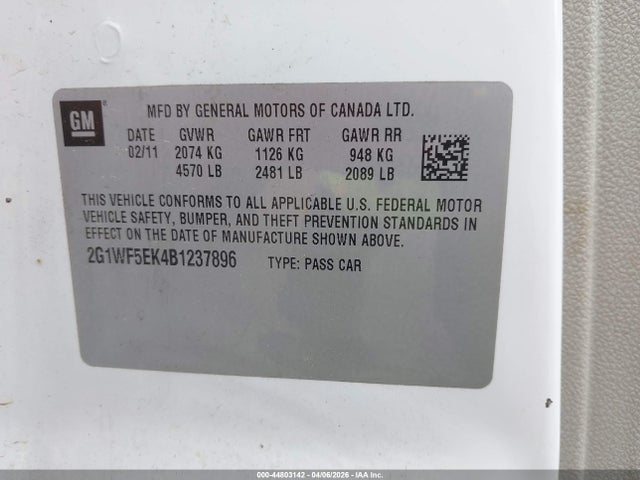 GM ®
MFD BY GENERAL MOTORS OF CANADA LTD.
DATE GVWR GAWR FRT GAWR RR
02/11 2074 KG 1126 KG 948 KG
4570 LB 2481 LB 2089 LB
THIS VEHICLE CONFORMS TO ALL APPLICABLE U.S. FEDERAL MOTOR
VEHICLE SAFETY, BUMPER, AND THEFT PREVENTION STANDARDS IN
EFFECT ON THE DATE OF MANUFACTURE SHOWN ABOVE.
2G1WF5EK4B1237896 TYPE: PASS CAR
000-44803142 - 04/06/2026 - IAA Inc.